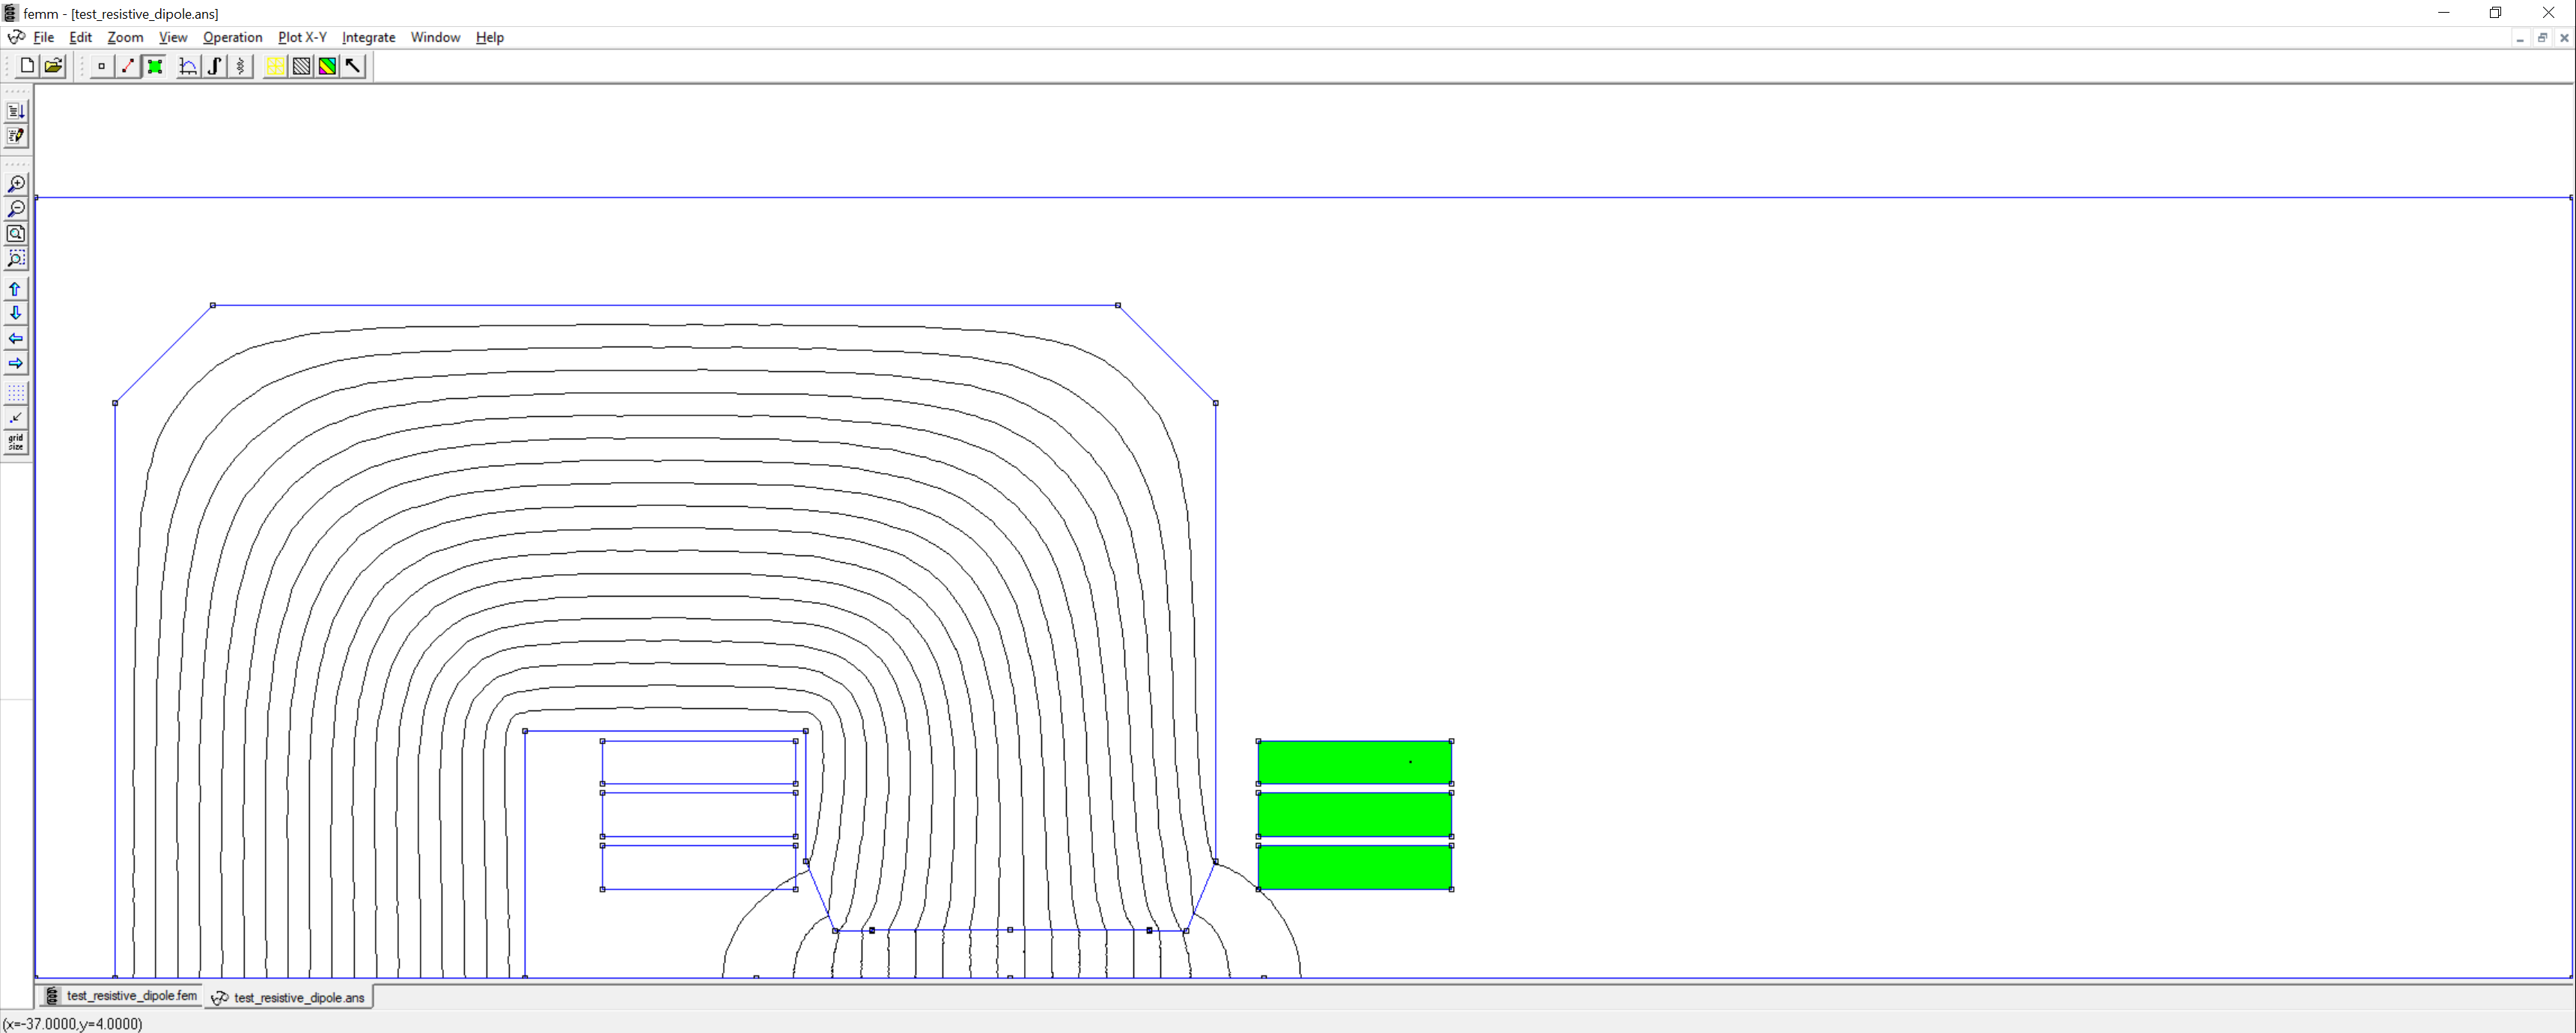 femm - [test_resistive_dipole.ans]
File Edit Zoom View Operation Plot X-Y Integrate Window Help
grid
size
test_resistive_dipole.fem test_resistive_dipole.ans
(x=-37.0000,y=4.0000)